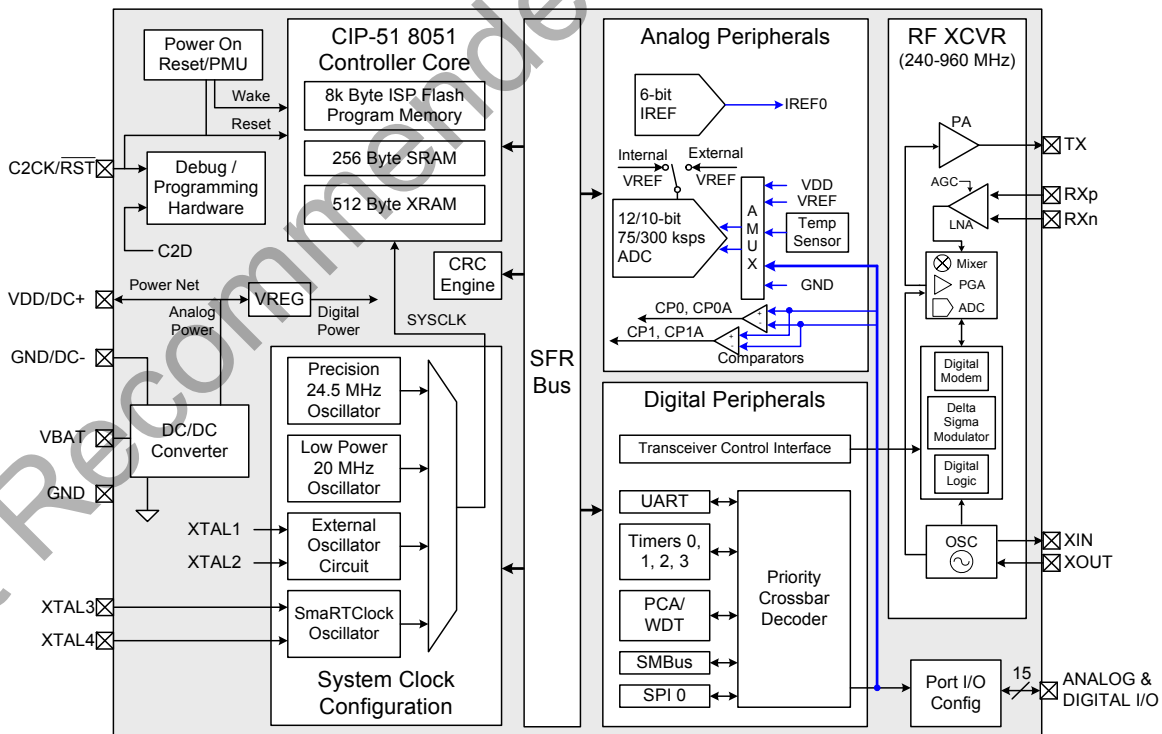 Power On
Reset/PMU
Wake
Reset
C2CK/RST
Debug /
Programming
Hardware
C2D
CIP-51 8051
Controller Core
8k Byte ISP Flash
Program Memory
256 Byte SRAM
512 Byte XRAM
CRC
Engine
VDD/DC+
Power Net
VREG
Analog
Power
Digital
Power
SYSCLK
GND/DC-
VBAT
DC/DC
Converter
GND
Precision
24.5 MHz
Oscillator
Low Power
20 MHz
Oscillator
XTAL1
XTAL2
External
Oscillator
Circuit
XTAL3
XTAL4
SmaRTClock
Oscillator
System Clock
Configuration
SFR
Bus
Analog Peripherals
6-bit
IREF
IREF0
Internal
VREF
External
VREF
12/10-bit
75/300 ksps
ADC
A
M
U
X
VDD
VREF
Temp
Sensor
GND
CP0, CP0A
+
-
CP1, CP1A
+
-
Comparators
Digital Peripherals
Transceiver Control Interface
UART
Timers 0,
1, 2, 3
PCA/
WDT
SMBus
SPI 0
Priority
Crossbar
Decoder
RF XCVR
(240-960 MHz)
PA
TX
AGC
LNA
RXp
RXn
Mixer
PGA
ADC
Digital
Modem
Delta
Sigma
Modulator
Digital
Logic
OSC
XIN
XOUT
Port I/O
Config
15
ANALOG &
DIGITAL I/O
Recommende